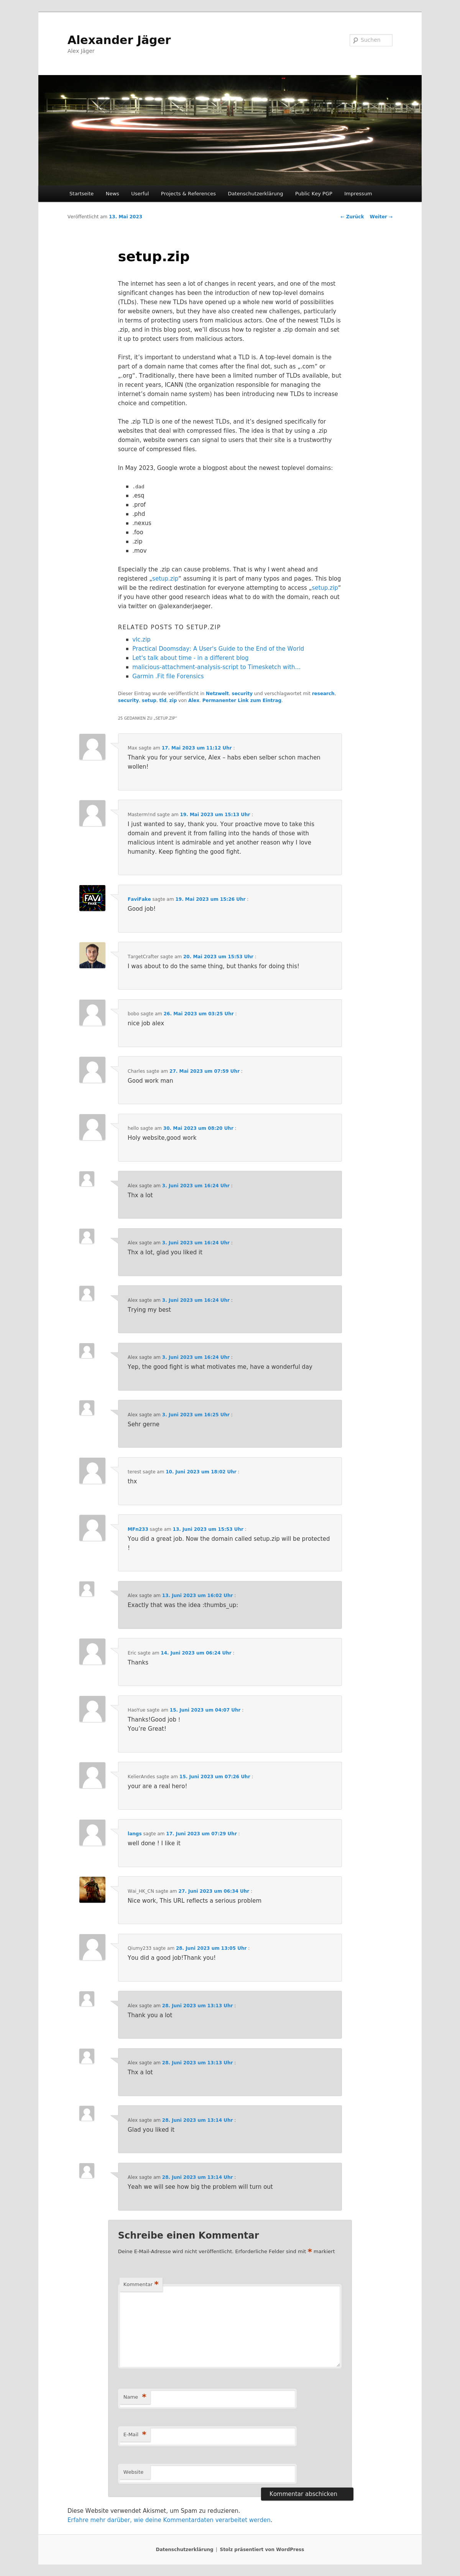 Alexander Jäger
Alex Jäger
Suchen
Startseite News Userful Projects & References Datenschutzerklärung Public Key PGP Impressum
Veröffentlicht am 13. Mai 2023
← Zurück Weiter →
setup.zip
The internet has seen a lot of changes in recent years, and one of the most
significant changes has been the introduction of new top-level domains
(TLDs). These new TLDs have opened up a whole new world of possibilities
for website owners, but they have also created new challenges, particularly
in terms of protecting users from malicious actors. One of the newest TLDs is
.zip, and in this blog post, we'll discuss how to register a .zip domain and set
it up to protect users from malicious actors.
First, it's important to understand what a TLD is. A top-level domain is the
part of a domain name that comes after the final dot, such as „.com" or
„.org". Traditionally, there have been a limited number of TLDs available, but
in recent years, ICANN (the organization responsible for managing the
internet's domain name system) has been introducing new TLDs to increase
choice and competition.
The .zip TLD is one of the newest TLDs, and it's designed specifically for
websites that deal with compressed files. The idea is that by using a .zip
domain, website owners can signal to users that their site is a trustworthy
source of compressed files.
In May 2023, Google wrote a blogpost about the newest toplevel domains:
.dad
.esq
.prof
.phd
.nexus
.foo
.zip
.mov
Especially the .zip can cause problems. That is why I went ahead and
registered „setup.zip" assuming it is part of many typos and pages. This blog
will be the redirect destination for everyone attempting to access „setup.zip"
If you have other good research ideas what to do with the domain, reach out
via twitter on @alexanderjaeger.
RELATED POSTS TO SETUP.ZIP
vlc.zip
Practical Doomsday: A User's Guide to the End of the World
Let's talk about time – in a different blog
malicious-attachment-analysis-script to Timesketch with…
Garmin .Fit file Forensics
Dieser Eintrag wurde veröffentlicht in Netzwelt, security und verschlagwortet mit research,
security, setup, tld, zip von Alex. Permanenter Link zum Eintrag.
25 GEDANKEN ZU „SETUP.ZIP"
Max sagte am 17. Mai 2023 um 11:12 Uhr :
Thank you for your service, Alex – habs eben selber schon machen
wollen!
Masterm!nd sagte am 19. Mai 2023 um 15:13 Uhr :
I just wanted to say, thank you. Your proactive move to take this
domain and prevent it from falling into the hands of those with
malicious intent is admirable and yet another reason why I love
humanity. Keep fighting the good fight.
FaviFake sagte am 19. Mai 2023 um 15:26 Uhr :
Good job!
TargetCrafter sagte am 20. Mai 2023 um 15:53 Uhr :
I was about to do the same thing, but thanks for doing this!
bobo sagte am 26. Mai 2023 um 03:25 Uhr :
nice job alex
Charles sagte am 27. Mai 2023 um 07:59 Uhr :
Good work man
hello sagte am 30. Mai 2023 um 09:20 Uhr :
Holy website,good work
Alex sagte am 3. Juni 2023 um 16:24 Uhr :
Thx a lot
Alex sagte am 3. Juni 2023 um 16:24 Uhr :
Thx a lot, glad you liked it
Alex sagte am 3. Juni 2023 um 16:24 Uhr :
Trying my best
Alex sagte am 3. Juni 2023 um 16:24 Uhr :
Yep, the good fight is what motivates me, have a wonderful day
Alex sagte am 3. Juni 2023 um 16:25 Uhr :
Sehr gerne
terest sagte am 10. Juni 2023 um 18:02 Uhr :
thx
MFn233 sagte am 13. Juni 2023 um 15:53 Uhr :
You did a great job. Now the domain called setup.zip will be protected
!
Alex sagte am 13. Juni 2023 um 16:02 Uhr :
Exactly that was the idea :thumbs_up:
Eric sagte am 14. Juni 2023 um 06:24 Uhr :
Thanks
HaoYue sagte am 15. Juni 2023 um 04:07 Uhr :
Thanks!Good job！
You're Great!
KelierAndes sagte am 15. Juni 2023 um 07:26 Uhr :
your are a real hero!
langs sagte am 17. Juni 2023 um 07:29 Uhr :
well done！I like it
Wai_HK_CN sagte am 27. Juni 2023 um 06:34 Uhr :
Nice work, This URL reflects a serious problem
Qiumy233 sagte am 28. Juni 2023 um 13:05 Uhr :
You did a good job!Thank you!
Alex sagte am 28. Juni 2023 um 13:13 Uhr :
Thank you a lot
Alex sagte am 28. Juni 2023 um 13:13 Uhr :
Thx a lot
Alex sagte am 28. Juni 2023 um 13:14 Uhr :
Glad you liked it
Alex sagte am 28. Juni 2023 um 13:14 Uhr :
Yeah we will see how big the problem will turn out
Schreibe einen Kommentar
Deine E-Mail-Adresse wird nicht veröffentlicht. Erforderliche Felder sind mit * markiert
Kommentar *
Name *
E-Mail *
Website
Kommentar abschicken
Diese Website verwendet Akismet, um Spam zu reduzieren.
Erfahre mehr darüber, wie deine Kommentardaten verarbeitet werden.
Datenschutzerklärung | Stolz präsentiert von WordPress